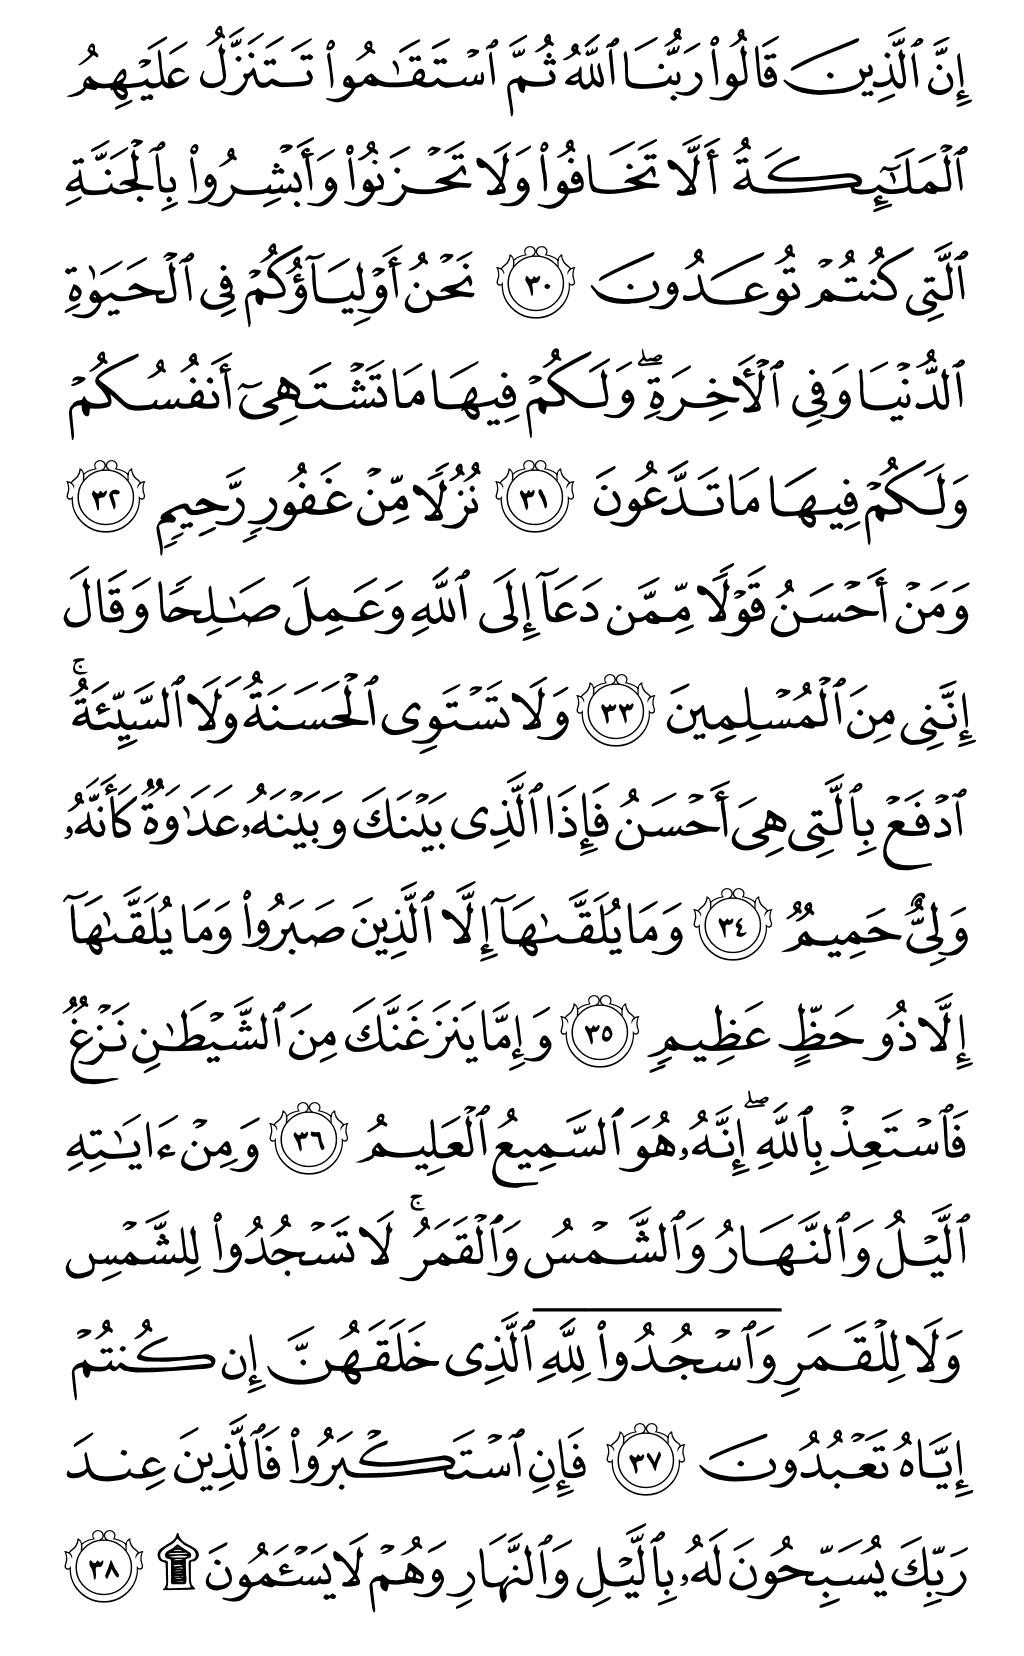 إِنَّ ٱلَّذِينَ قَالُوا۟ رَبُّنَا ٱللَّهُ ثُمَّ ٱسْتَقَـٰمُوا۟ تَتَنَزَّلُ عَلَيْهِمُ
ٱلْمَلَـٰٓئِكَةُ أَلَّا تَخَافُوا۟ وَلَا تَحْزَنُوا۟ وَأَبْشِرُوا۟ بِٱلْجَنَّةِ
ٱلَّتِى كُنتُمْ تُوعَدُونَ ٣٠ نَحْنُ أَوْلِيَآؤُكُمْ فِى ٱلْحَيَوٰةِ
ٱلدُّنْيَا وَفِى ٱلْـَٔاخِرَةِ ۖ وَلَكُمْ فِيهَا مَا تَشْتَهِىٓ أَنفُسُكُمْ
وَلَكُمْ فِيهَا مَا تَدَّعُونَ ٣١ نُزُلًا مِّنْ غَفُورٍ رَّحِيمٍ ٣٢
وَمَنْ أَحْسَنُ قَوْلًا مِّمَّن دَعَآ إِلَى ٱللَّهِ وَعَمِلَ صَـٰلِحًا وَقَالَ
إِنَّنِى مِنَ ٱلْمُسْلِمِينَ ٣٣ وَلَا تَسْتَوِى ٱلْحَسَنَةُ وَلَا ٱلسَّيِّئَةُ ۚ
ٱدْفَعْ بِٱلَّتِى هِىَ أَحْسَنُ فَإِذَا ٱلَّذِى بَيْنَكَ وَبَيْنَهُۥ عَدَٰوَةٌ كَأَنَّهُۥ
وَلِىٌّ حَمِيمٌ ٣٤ وَمَا يُلَقَّىٰهَآ إِلَّا ٱلَّذِينَ صَبَرُوا۟ وَمَا يُلَقَّىٰهَآ
إِلَّا ذُو حَظٍّ عَظِيمٍ ٣٥ وَإِمَّا يَنزَغَنَّكَ مِنَ ٱلشَّيْطَـٰنِ نَزْغٌ
فَٱسْتَعِذْ بِٱللَّهِ ۖ إِنَّهُۥ هُوَ ٱلسَّمِيعُ ٱلْعَلِيمُ ٣٦ وَمِنْ ءَايَـٰتِهِ
ٱلَّيْلُ وَٱلنَّهَارُ وَٱلشَّمْسُ وَٱلْقَمَرُ ۚ لَا تَسْجُدُوا۟ لِلشَّمْسِ
وَلَا لِلْقَمَرِ وَٱسْجُدُوا۟ لِلَّهِ ٱلَّذِى خَلَقَهُنَّ إِن كُنتُمْ
إِيَّاهُ تَعْبُدُونَ ٣٧ فَإِنِ ٱسْتَكْبَرُوا۟ فَٱلَّذِينَ عِندَ
رَبِّكَ يُسَبِّحُونَ لَهُۥ بِٱلَّيْلِ وَٱلنَّهَارِ وَهُمْ لَا يَسْـَٔمُونَ ۩ ٣٨